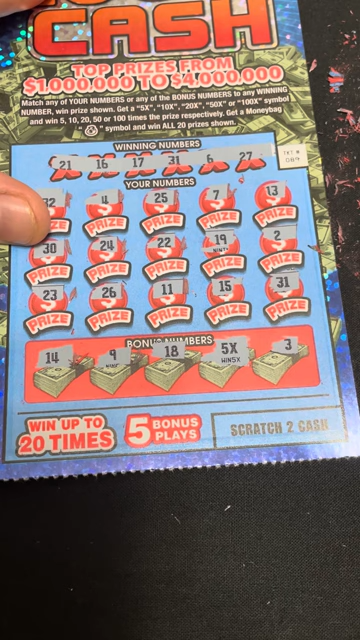 CASH
TOP PRIZES FROM
$1,000,000 TO $4,000,000
Match any of YOUR NUMBERS or any of the BONUS NUMBERS to any WINNING
NUMBER, win prize shown. Get a "5X", "10X", "20X", "50X" or "100X" symbol
and win 5, 10, 20, 50 or 100 times the prize respectively. Get a Moneybag
" " symbol and win ALL 20 prizes shown.
WINNING NUMBERS
21 16 17 31 6 27
TKT #
089
YOUR NUMBERS
4 25 7 13
PRIZE PRIZE PRIZE PRIZE PRIZE
30 24 22 19 2
PRIZE PRIZE PRIZE PRIZE PRIZE
23 26 11 15 31
PRIZE PRIZE PRIZE PRIZE PRIZE
BONUS NUMBERS
14 9 18 5X 3
WIN5X
WIN UP TO
20 TIMES
5 BONUS
PLAYS
SCRATCH 2 CASH